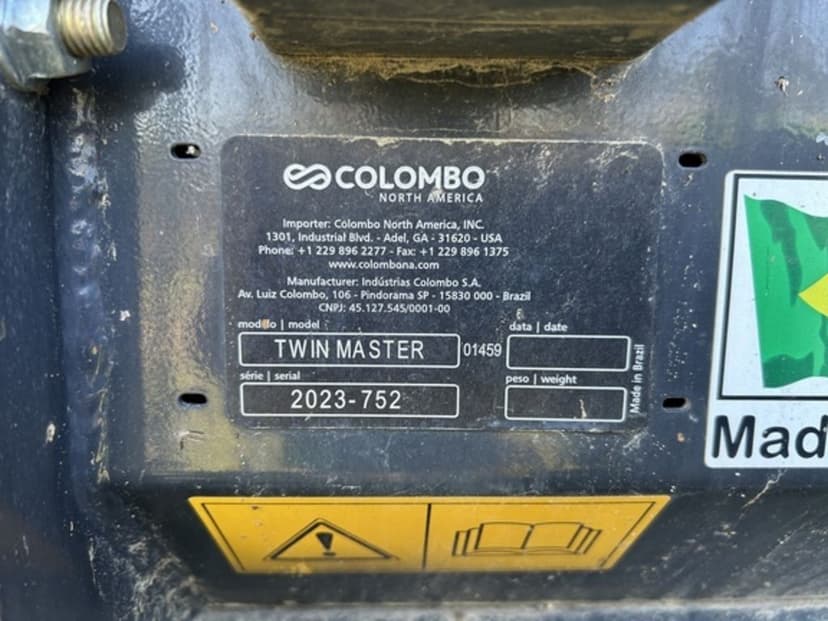 COLOMBO
NORTH AMERICA
Importer: Colombo North America, INC.
1301, Industrial Blvd. - Adel, GA - 31620 - USA
Phone: +1 229 896 2277 - Fax: +1 229 896 1375
www.colombona.com
Manufacturer: Indústrias Colombo S.A.
Av. Luiz Colombo, 106 - Pindorama SP - 15830 000 - Brazil
CNPJ: 45.127.545/0001-00
modelo | model
TWIN MASTER
01459
data | date
série | serial
2023-752
peso | weight
Made in Brazil
Mad